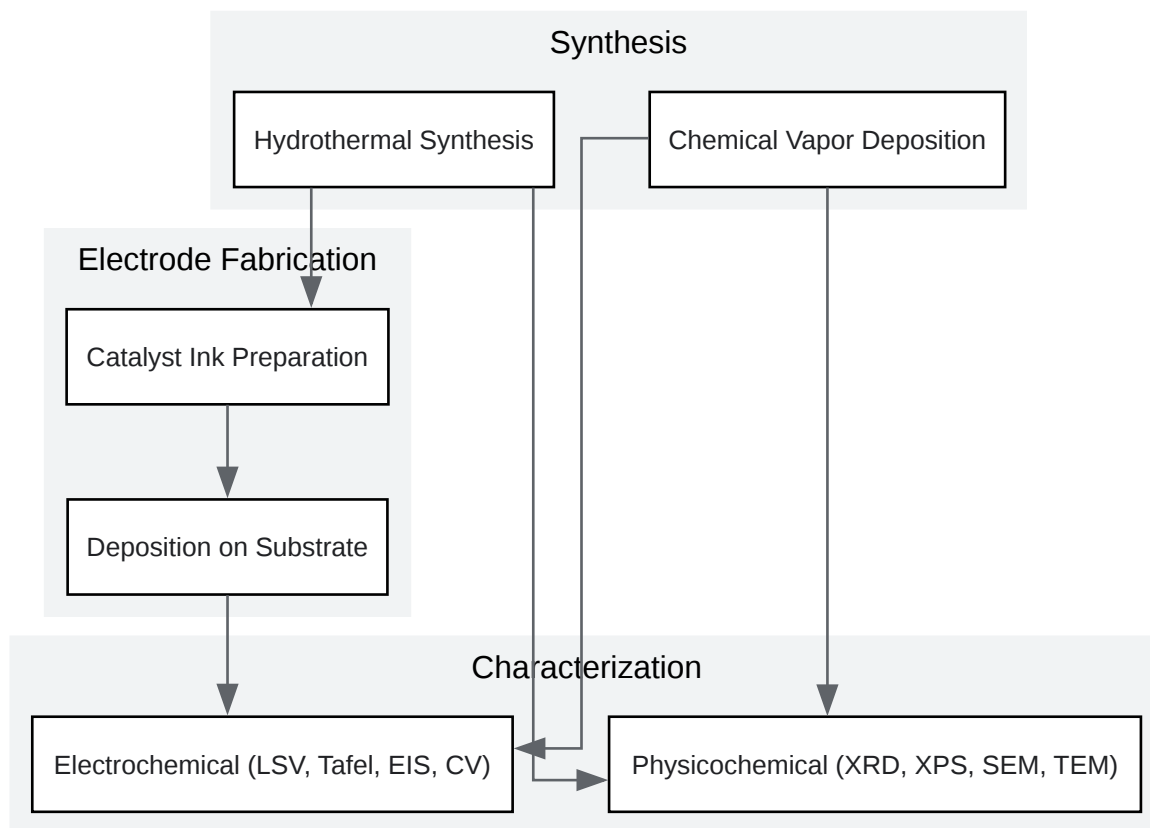 Synthesis
Hydrothermal Synthesis
Chemical Vapor Deposition
Electrode Fabrication
Catalyst Ink Preparation
Deposition on Substrate
Characterization
Electrochemical (LSV, Tafel, EIS, CV)
Physicochemical (XRD, XPS, SEM, TEM)